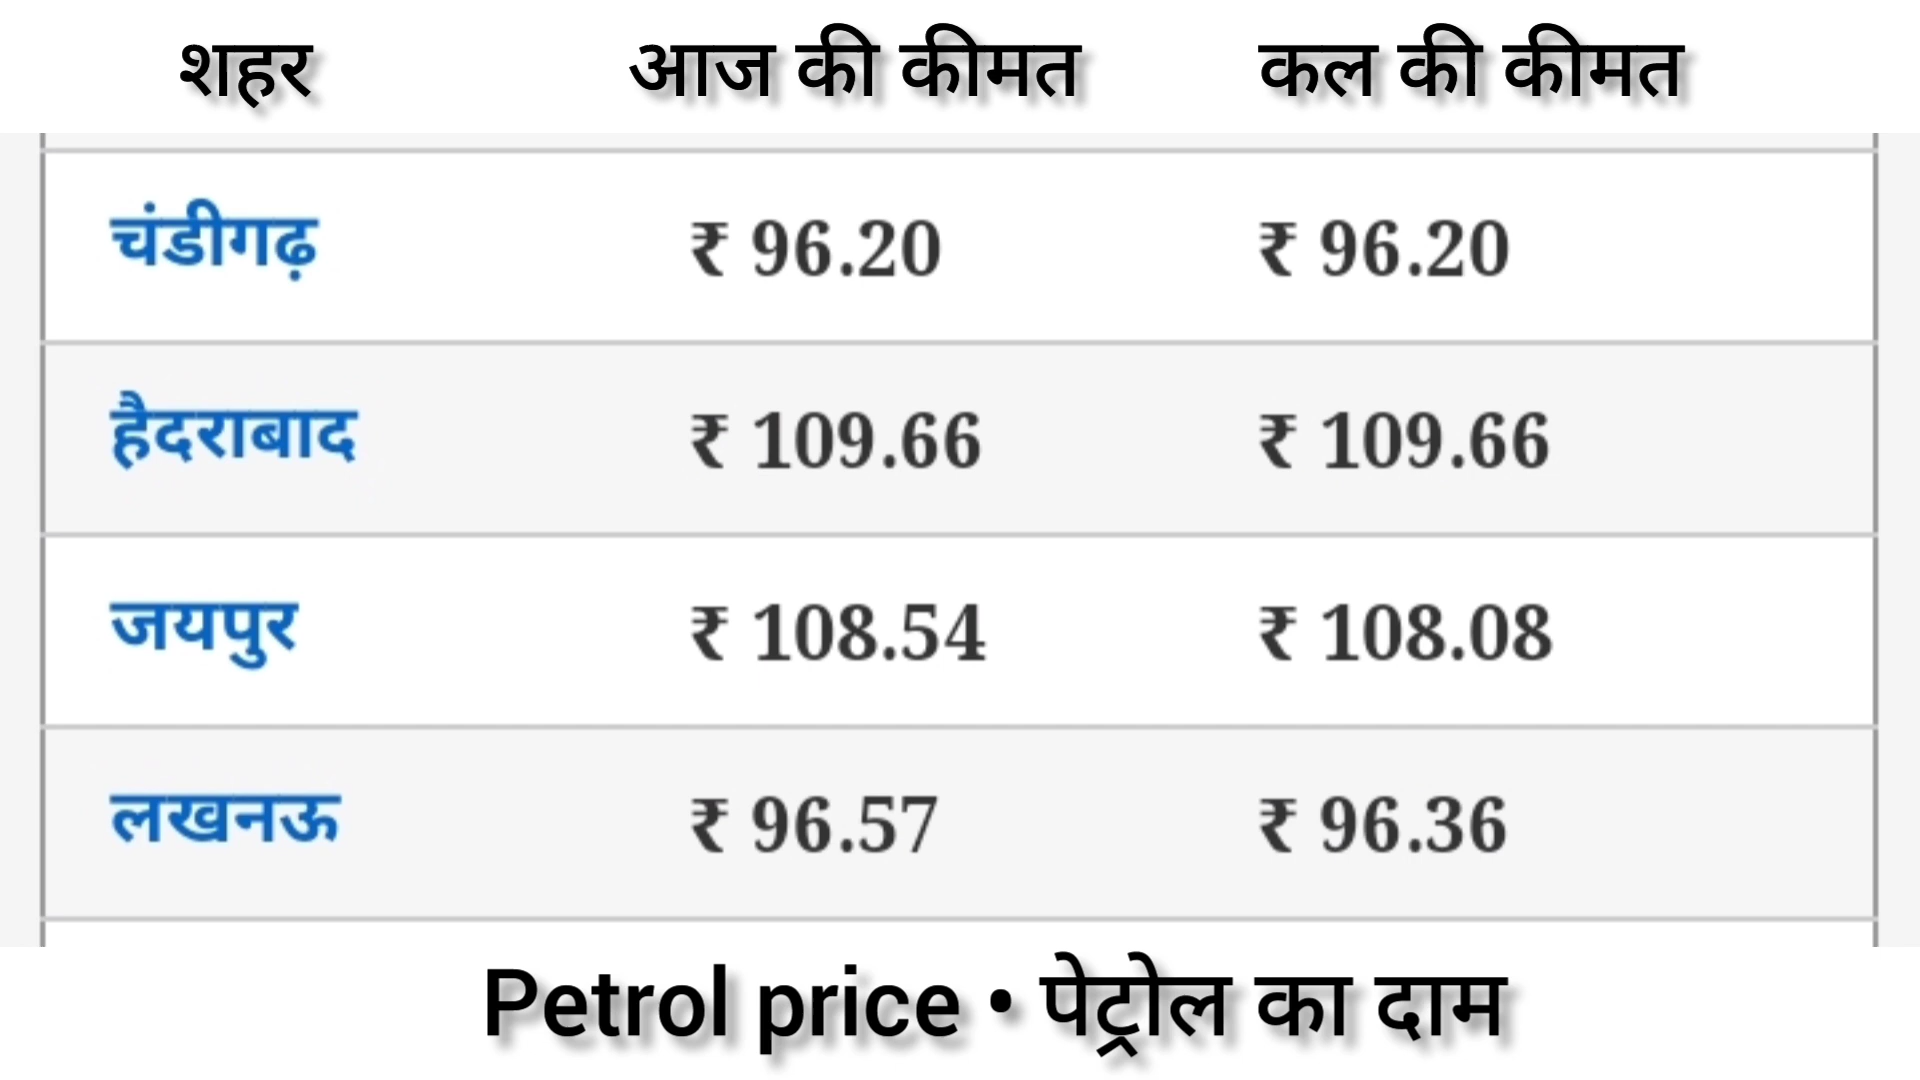 शहर आज की कीमत कल की कीमत
चंडीगढ़ ₹ 96.20 ₹ 96.20
हैदराबाद ₹ 109.66 ₹ 109.66
जयपुर ₹ 108.54 ₹ 108.08
लखनऊ ₹ 96.57 ₹ 96.36
Petrol price • पेट्रोल का दाम